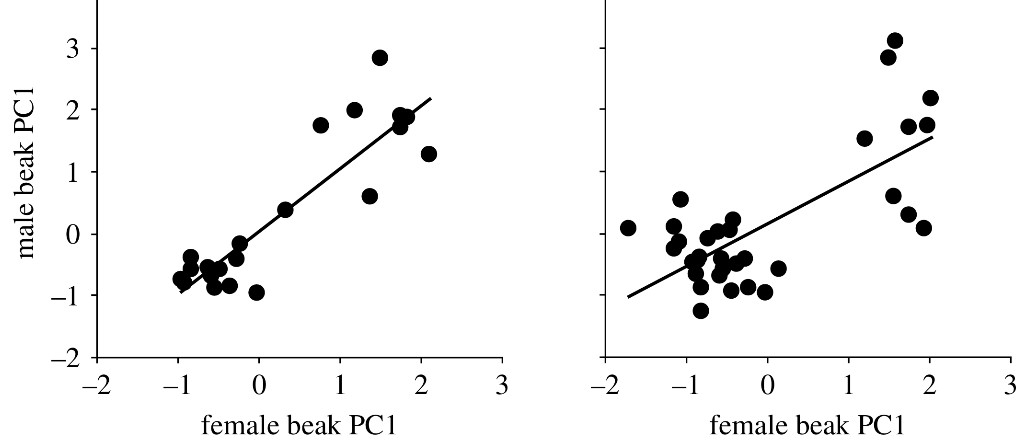 male beak PC1
3
2
1
0
–1
–2
–2 –1 0 1 2 3
female beak PC1
–2 –1 0 1 2 3
female beak PC1